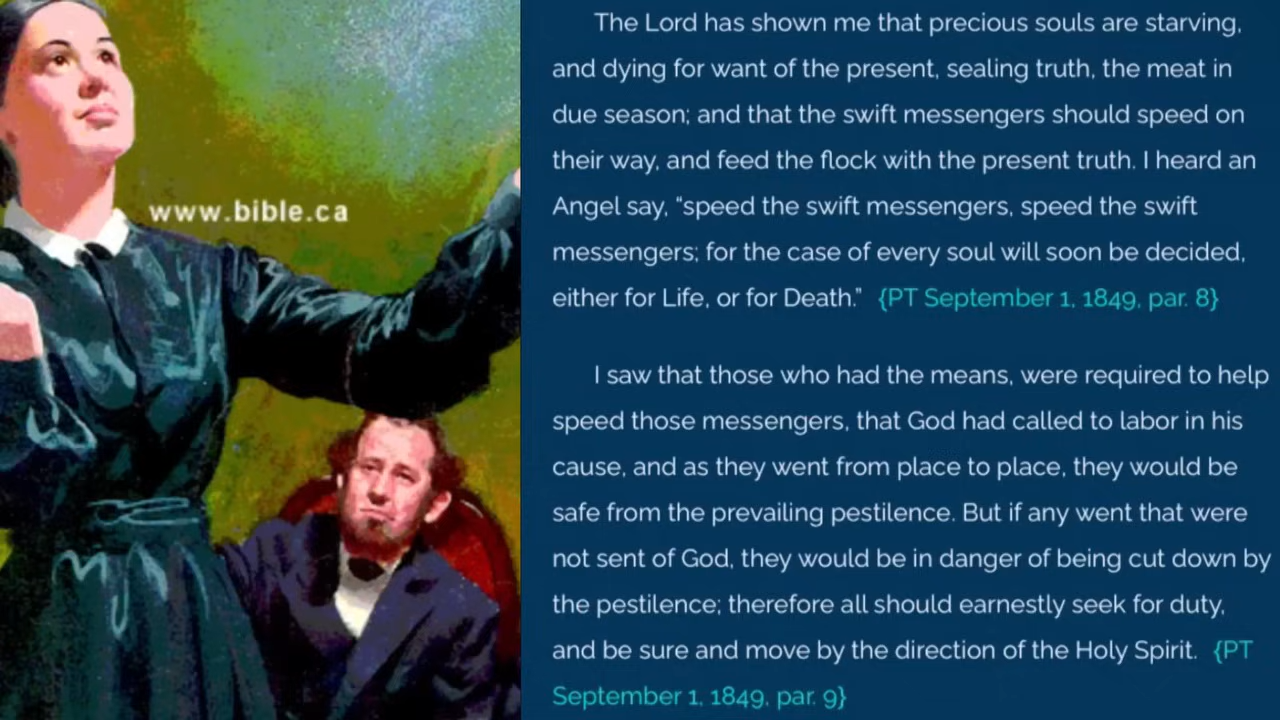 www.bible.ca
The Lord has shown me that precious souls are starving,
and dying for want of the present, sealing truth, the meat in
due season; and that the swift messengers should speed on
their way, and feed the flock with the present truth. I heard an
Angel say, “speed the swift messengers, speed the swift
messengers; for the case of every soul will soon be decided,
either for Life, or for Death.” {PT September 1, 1849, par. 8}
I saw that those who had the means, were required to help
speed those messengers, that God had called to labor in his
cause, and as they went from place to place, they would be
safe from the prevailing pestilence. But if any went that were
not sent of God, they would be in danger of being cut down by
the pestilence; therefore all should earnestly seek for duty,
and be sure and move by the direction of the Holy Spirit. {PT
September 1, 1849, par. 9}